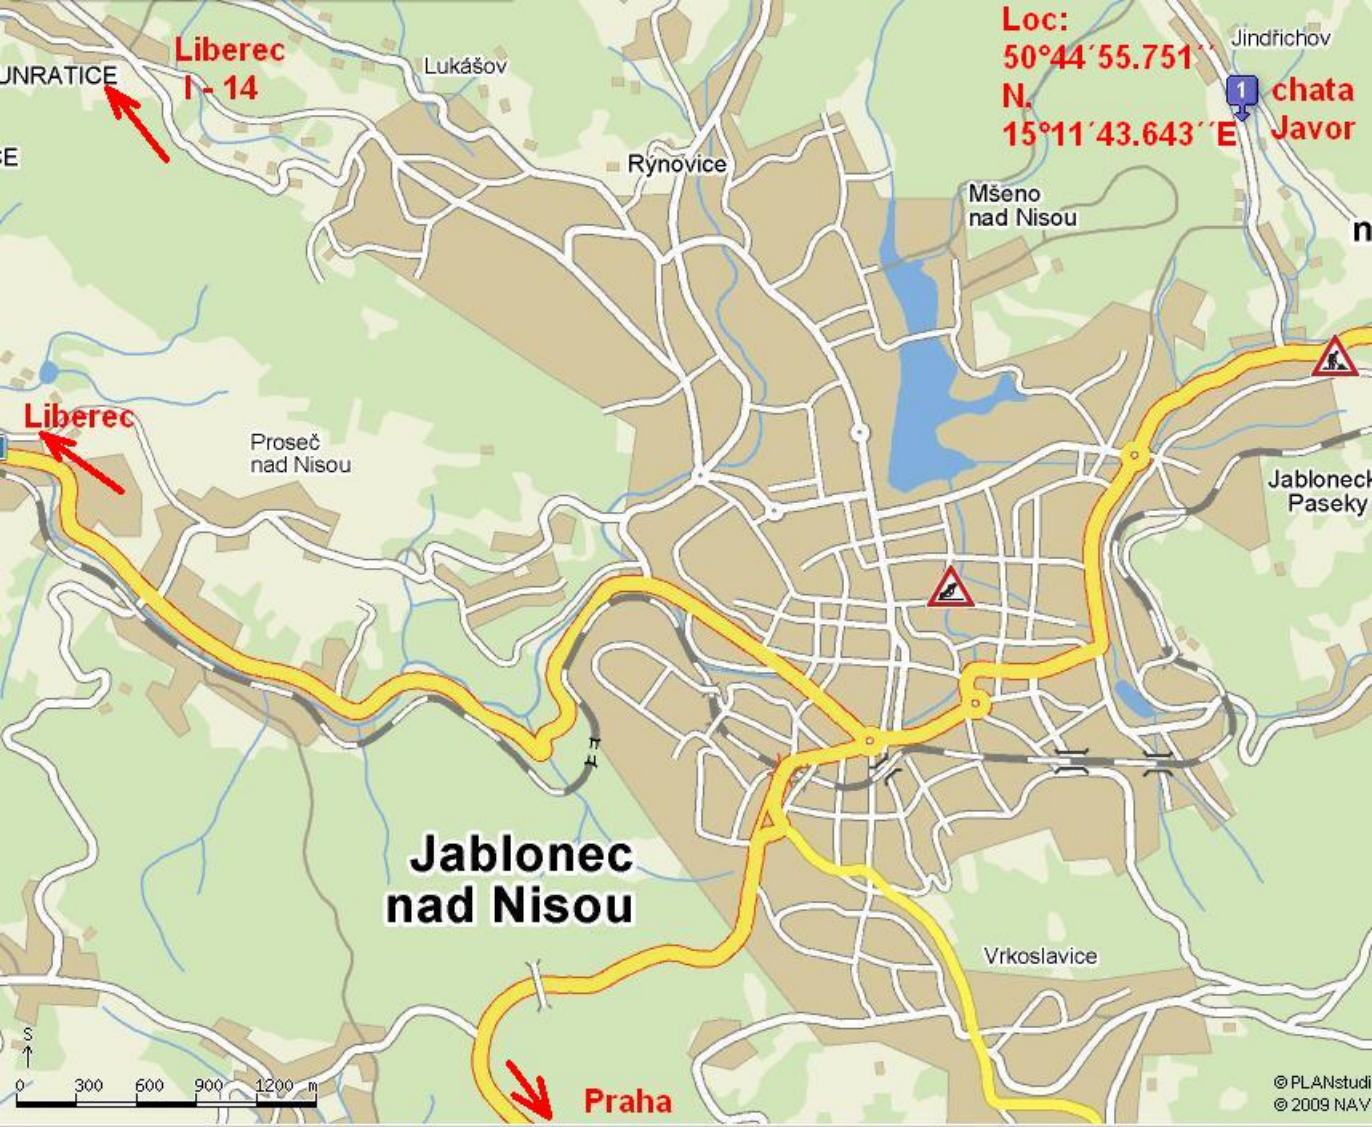 Liberec
I - 14
UNRATICE
Lukášov
Rýnovice
Loc:
50°44´55.751´´
N.
15°11´43.643´´E
Jindřichov
1
chata
Javor
Mšeno
nad Nisou
Liberec
Proseč
nad Nisou
Jabloneck
Paseky
Jablonec
nad Nisou
Vrkoslavice
S
0 300 600 900 1200 m
Praha
© PLANstudi
© 2009 NAV